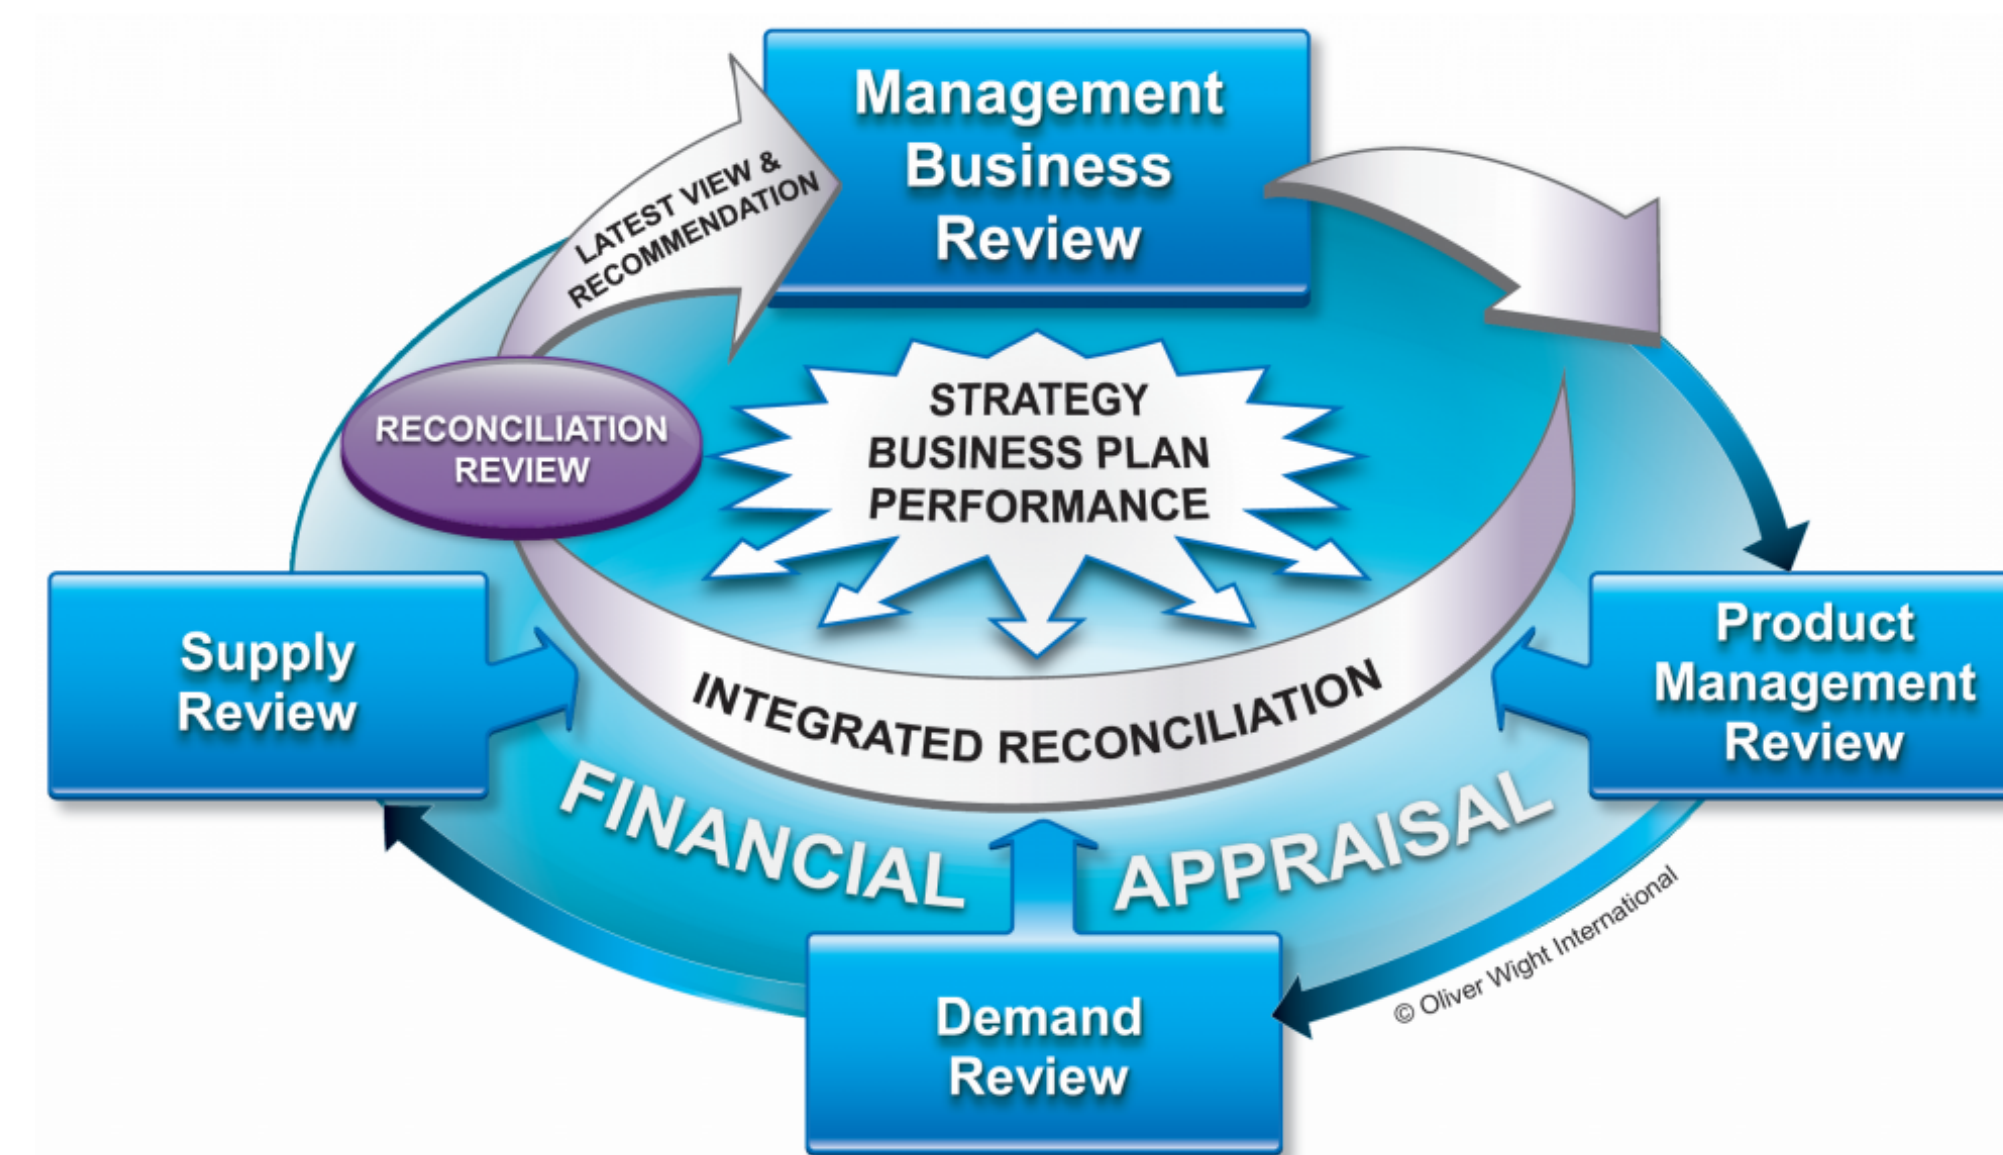 Management
Business
Review
LATEST VIEW &
RECOMMENDATION
RECONCILIATION
REVIEW
STRATEGY
BUSINESS PLAN
PERFORMANCE
Supply
Review
Product
Management
Review
INTEGRATED RECONCILIATION
FINANCIAL APPRAISAL
© Oliver Wight International
Demand
Review